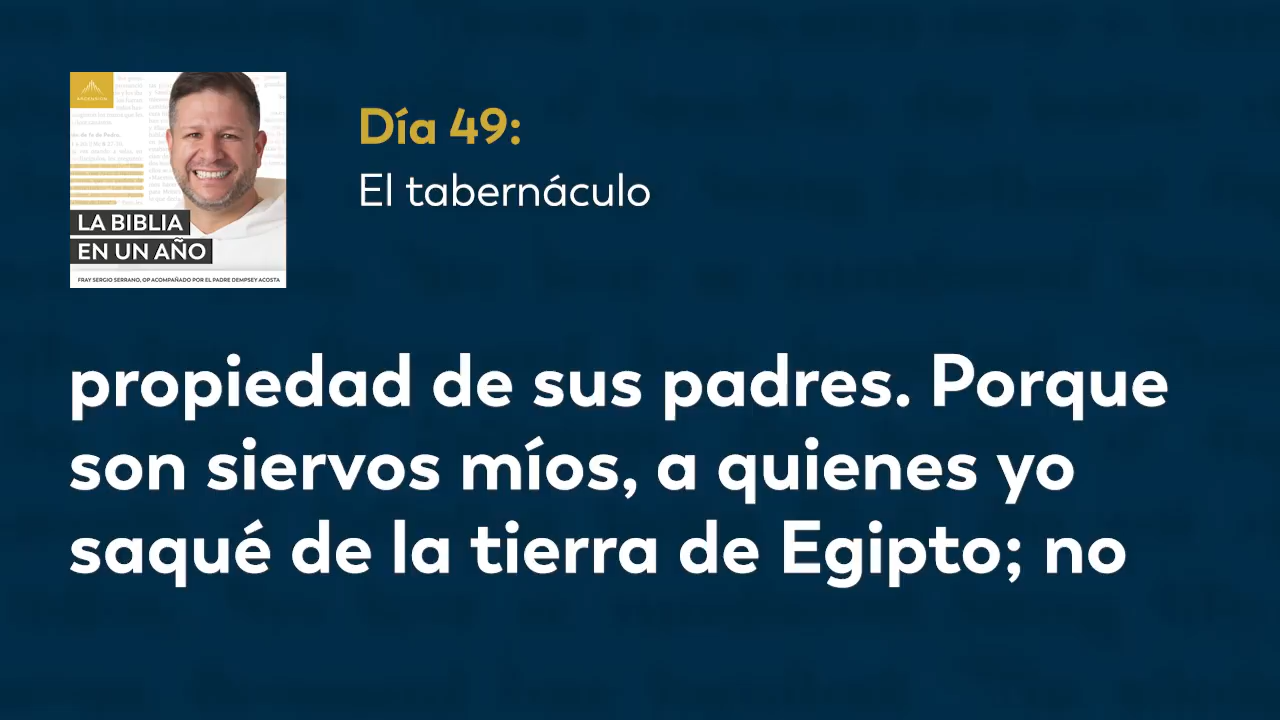 ASCENSION
LA BIBLIA
EN UN AÑO
FRAY SERGIO SERRANO, OP ACOMPAÑADO POR EL PADRE DEMPSEY ACOSTA
Día 49:
El tabernáculo
propiedad de sus padres. Porque
son siervos míos, a quienes yo
saqué de la tierra de Egipto; no